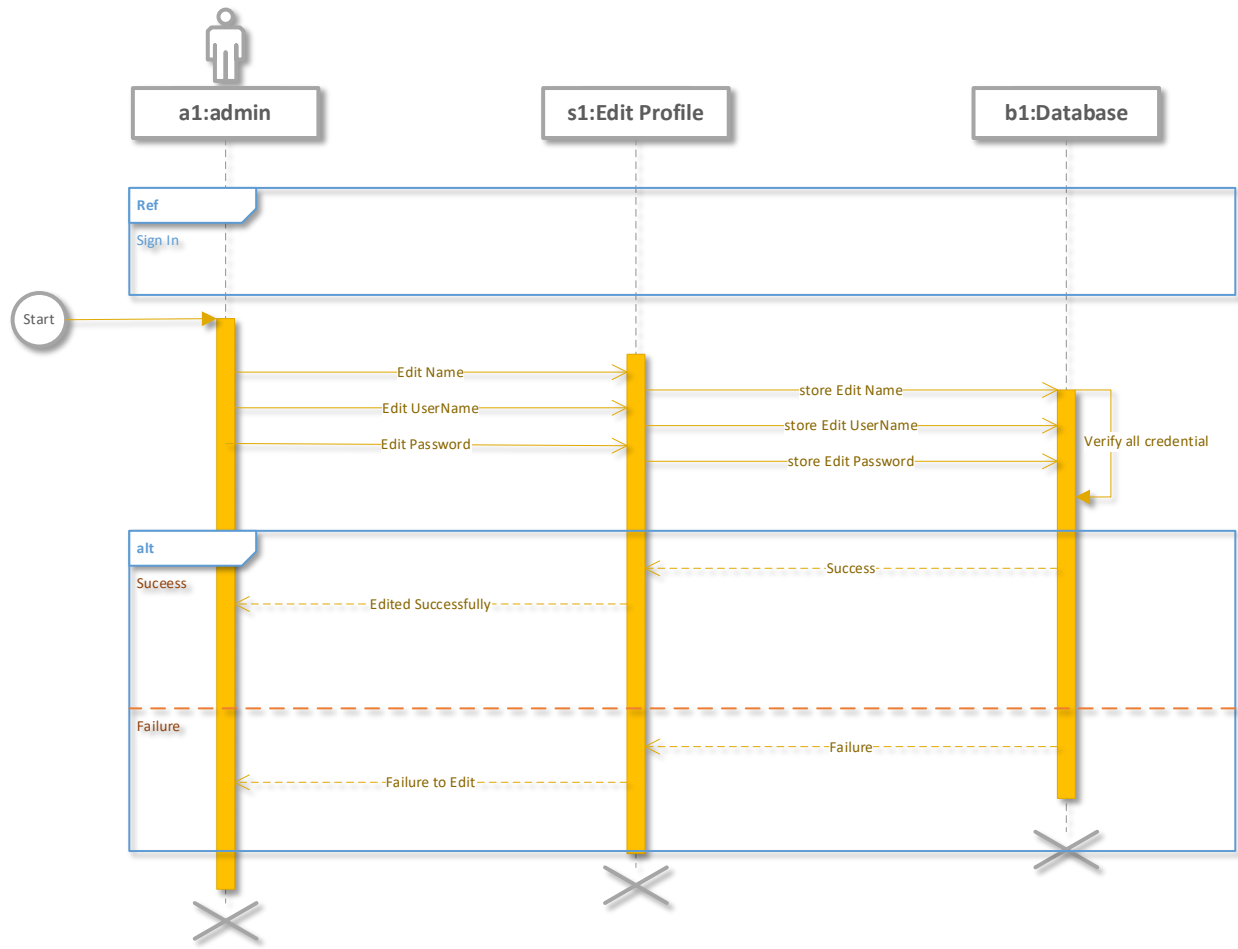 a1:admin
s1:Edit Profile
b1:Database
Ref
Sign In
Start
Edit Name
store Edit Name
Edit UserName
store Edit UserName
Verify all credential
Edit Password
store Edit Password
alt
Suceess
Success
Edited Successfully
Failure
Failure
Failure to Edit